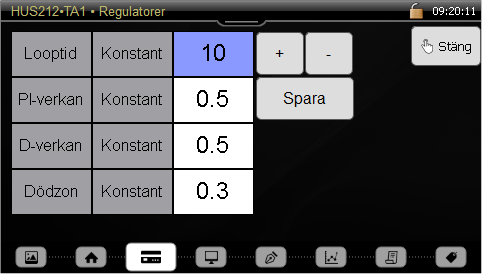 HUS212•TA1 • Regulatorer 09:20:11
Looptid Konstant 10 + -
Stäng
PI-verkan Konstant 0.5 Spara
D-verkan Konstant 0.5
Dödzon Konstant 0.3